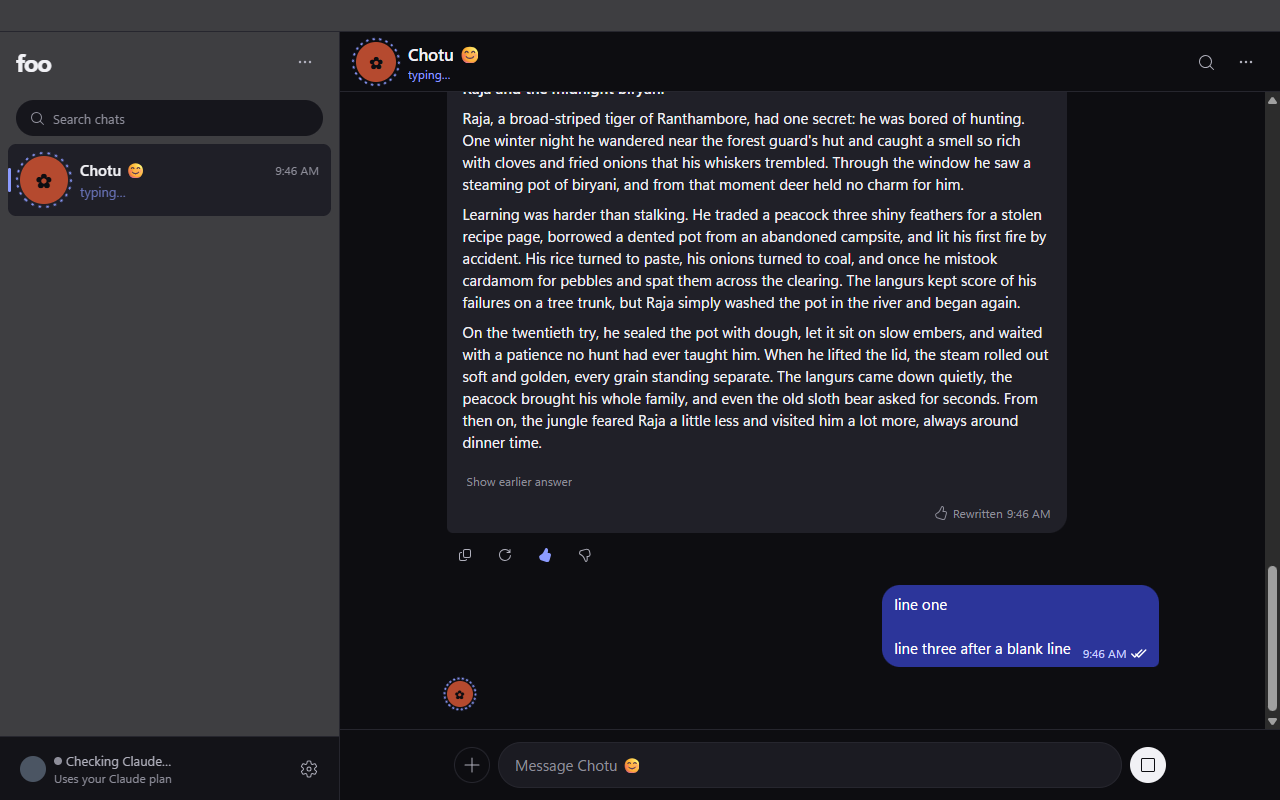 foo
Search chats
Chotu 😊
9:46 AM
typing...
Checking Claude...
Uses your Claude plan
Chotu 😊
typing...
Raja and the midnight biryani
Raja, a broad-striped tiger of Ranthambore, had one secret: he was bored of hunting.
One winter night he wandered near the forest guard's hut and caught a smell so rich
with cloves and fried onions that his whiskers trembled. Through the window he saw a
steaming pot of biryani, and from that moment deer held no charm for him.
Learning was harder than stalking. He traded a peacock three shiny feathers for a stolen
recipe page, borrowed a dented pot from an abandoned campsite, and lit his first fire by
accident. His rice turned to paste, his onions turned to coal, and once he mistook
cardamom for pebbles and spat them across the clearing. The langurs kept score of his
failures on a tree trunk, but Raja simply washed the pot in the river and began again.
On the twentieth try, he sealed the pot with dough, let it sit on slow embers, and waited
with a patience no hunt had ever taught him. When he lifted the lid, the steam rolled out
soft and golden, every grain standing separate. The langurs came down quietly, the
peacock brought his whole family, and even the old sloth bear asked for seconds. From
then on, the jungle feared Raja a little less and visited him a lot more, always around
dinner time.
Show earlier answer
Rewritten 9:46 AM
line one
line three after a blank line
9:46 AM
Message Chotu 😊